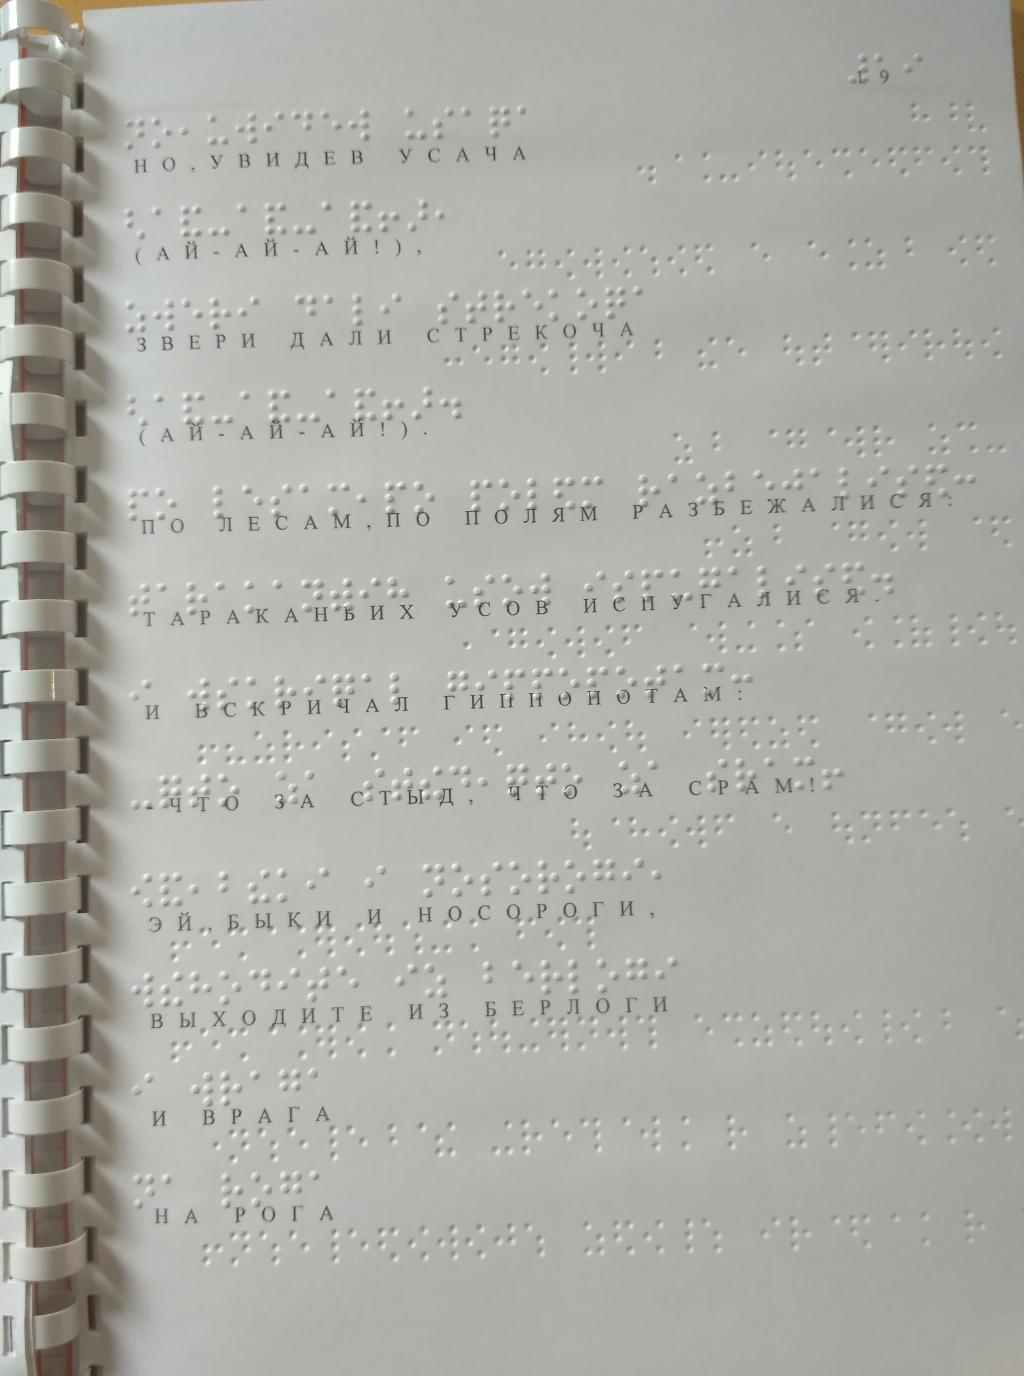 19
НО,УВИДЕВ УСАЧА
(АЙ-АЙ-АЙ!),
ЗВЕРИ ДАЛИ СТРЕКОЧА
(АЙ-АЙ-АЙ!).
ПО ЛЕСАМ,ПО ПОЛЯМ РАЗБЕЖАЛИСЯ:
ТАРАКАНЬИХ УСОВ ИСПУГАЛИСЯ.
И ВСКРИЧАЛ ГИППОПОТАМ:
-ЧТО ЗА СТЫД,ЧТО ЗА СРАМ!
ЭЙ,БЫКИ И НОСОРОГИ,
ВЫХОДИТЕ ИЗ БЕРЛОГИ
И ВРАГА
НА РОГА